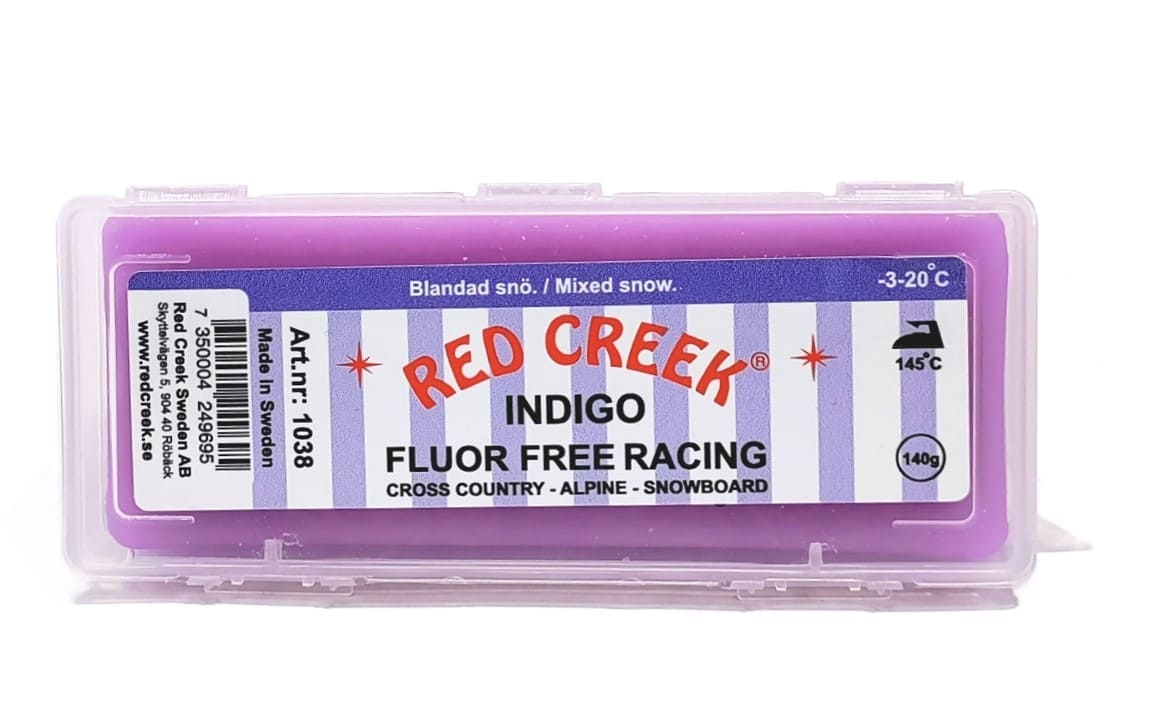 Blandad snö. / Mixed snow.
-3-20°C
RED CREEK®
INDIGO
FLUOR FREE RACING
CROSS COUNTRY - ALPINE - SNOWBOARD
145°C
140g
Art.nr: 1038
Made in Sweden
7 350004 249695
Red Creek Sweden AB
Skyttelvägen 5, 904 40 Röbäck
www.redcreek.se